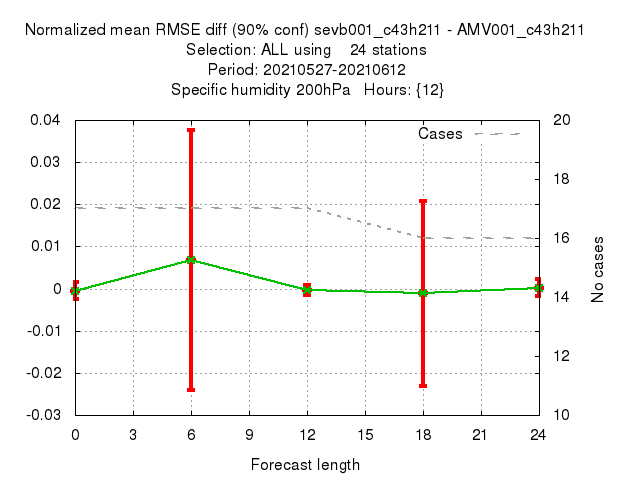 Normalized mean RMSE diff (90% conf) sevb001_c43h211 - AMV001_c43h211
Selection: ALL using    24 stations
Period: 20210527-20210612
Specific humidity 200hPa   Hours: {12}
0.04
0.03
0.02
0.01
0
-0.01
-0.02
-0.03
Cases
20
18
16
14
12
10
No cases
0 3 6 9 12 15 18 21 24
Forecast length